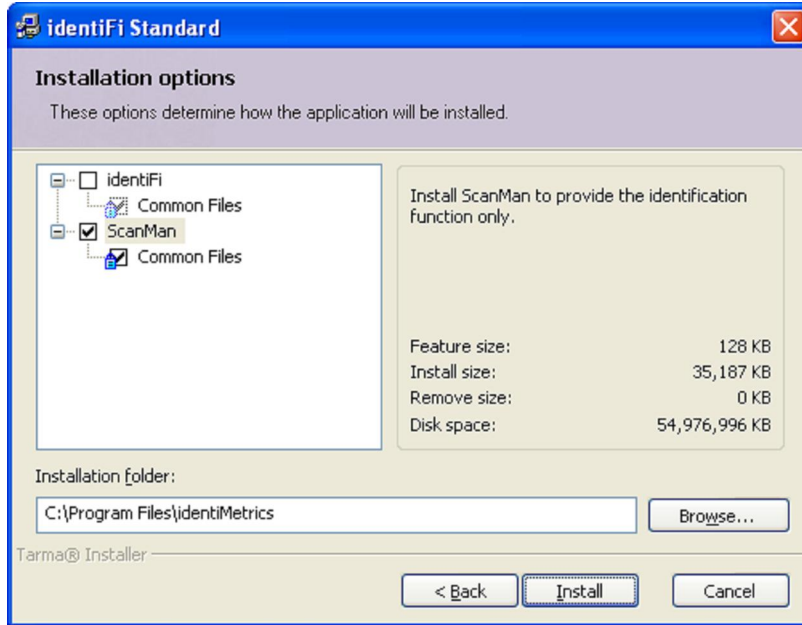 identiFi Standard
Installation options
These options determine how the application will be installed.
identiFi
Common Files
ScanMan
Common Files
Install ScanMan to provide the identification
function only.
Feature size: 128 KB
Install size: 35,187 KB
Remove size: 0 KB
Disk space: 54,976,996 KB
Installation folder:
C:\Program Files\identiMetrics
Browse...
Tarma® Installer
< Back
Install
Cancel